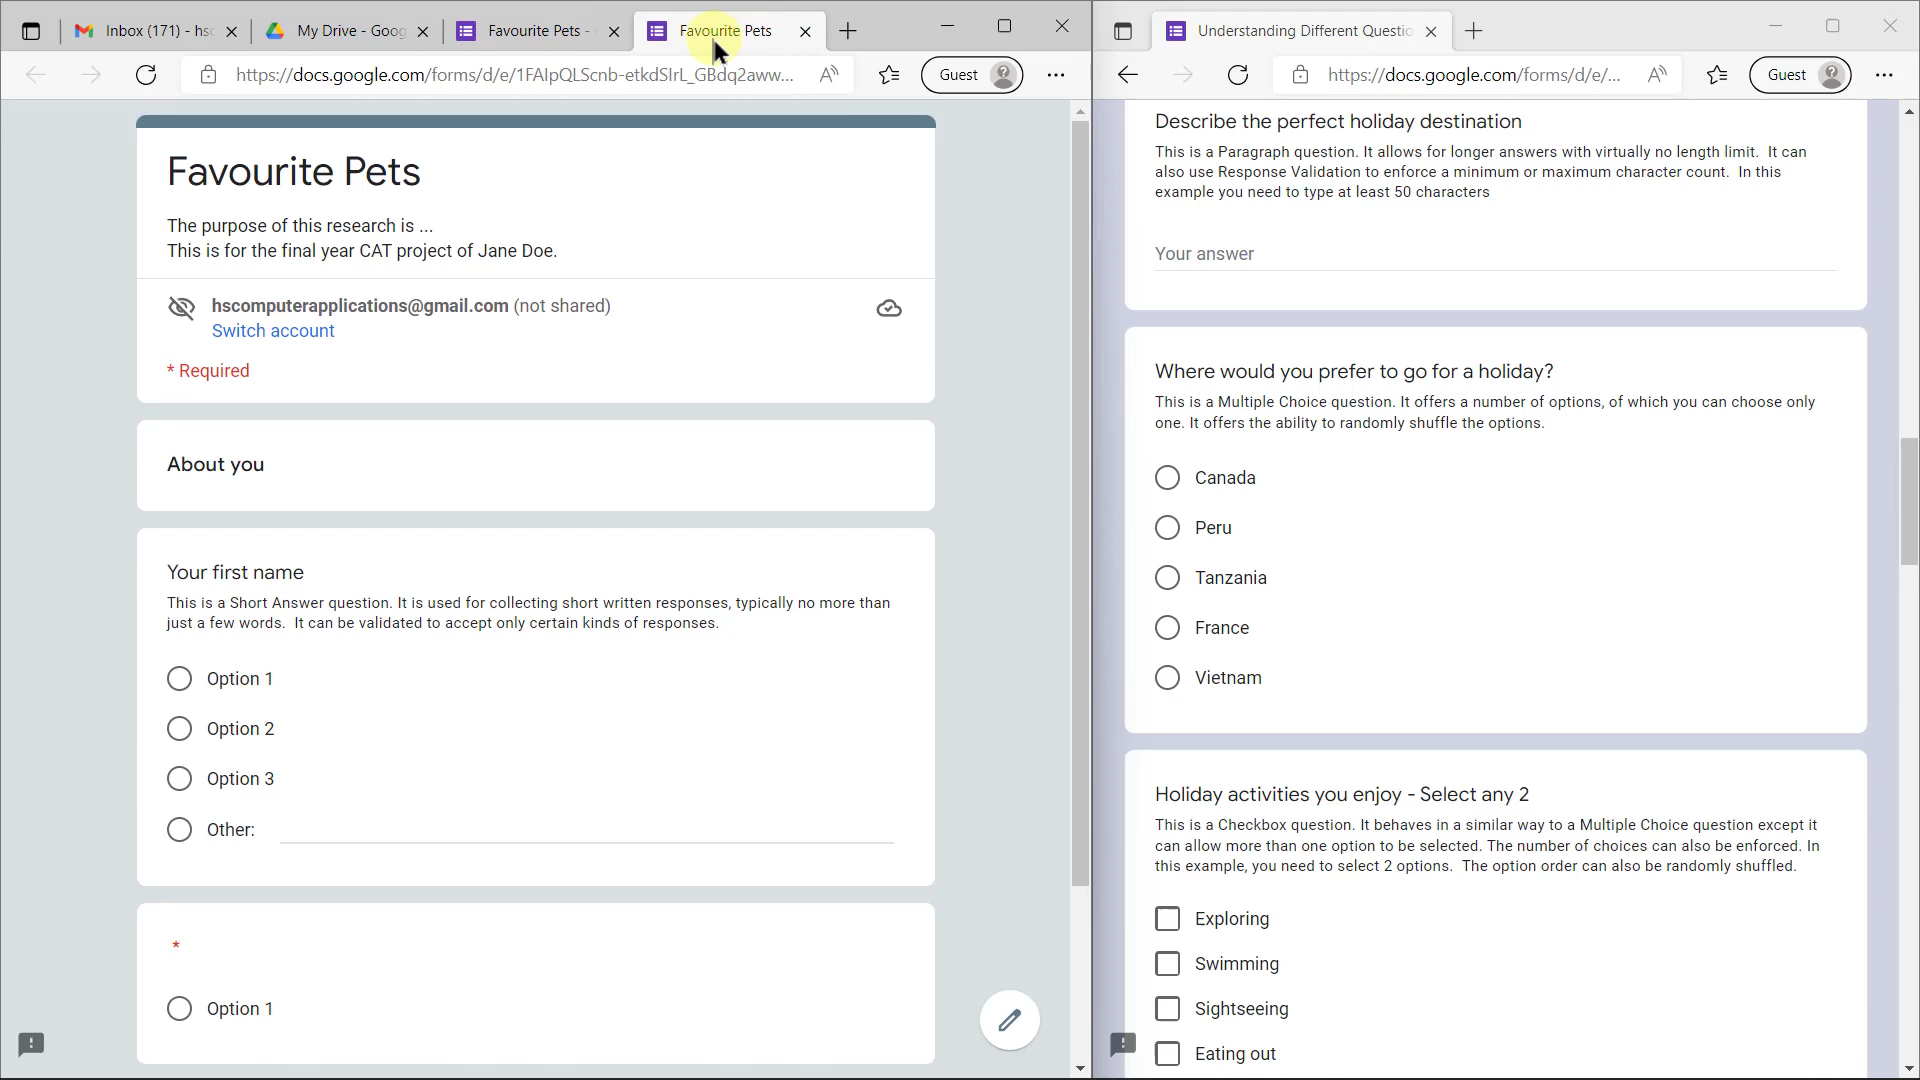 Inbox (171) - hsc
My Drive - Goog
Favourite Pets -
Favourite Pets
https://docs.google.com/forms/d/e/1FAIpQLScnb-etkdSIrL_GBdq2aww...
Guest
Favourite Pets
The purpose of this research is ...
This is for the final year CAT project of Jane Doe.
hscomputerapplications@gmail.com (not shared)
Switch account
* Required
About you
Your first name
This is a Short Answer question. It is used for collecting short written responses, typically no more than
just a few words.  It can be validated to accept only certain kinds of responses.
Option 1
Option 2
Option 3
Other:
*
Option 1
Understanding Different Questio
https://docs.google.com/forms/d/e/...
Guest
Describe the perfect holiday destination
This is a Paragraph question. It allows for longer answers with virtually no length limit.  It can
also use Response Validation to enforce a minimum or maximum character count.  In this
example you need to type at least 50 characters
Your answer
Where would you prefer to go for a holiday?
This is a Multiple Choice question. It offers a number of options, of which you can choose only
one. It offers the ability to randomly shuffle the options.
Canada
Peru
Tanzania
France
Vietnam
Holiday activities you enjoy - Select any 2
This is a Checkbox question. It behaves in a similar way to a Multiple Choice question except it
can allow more than one option to be selected. The number of choices can also be enforced. In
this example, you need to select 2 options.  The option order can also be randomly shuffled.
Exploring
Swimming
Sightseeing
Eating out